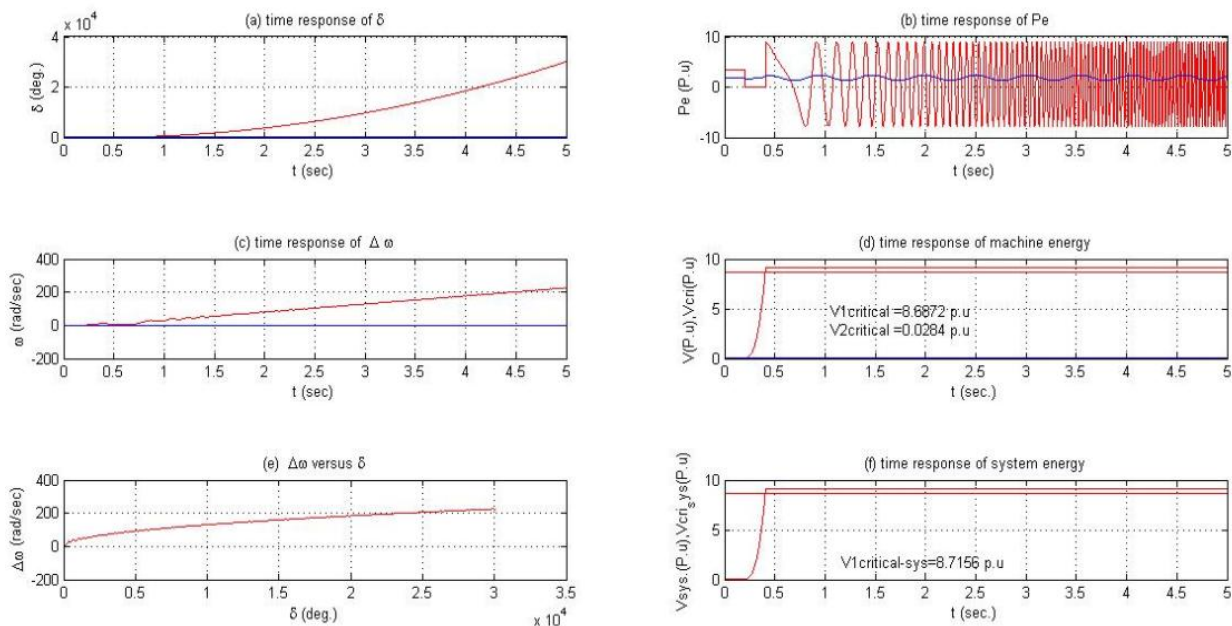 (a) time response of δ
x 10⁴
4
2
0
δ (deg.)
0 0.5 1 1.5 2 2.5 3 3.5 4 4.5 5
t (sec)
(b) time response of Pe
10
0
-10
Pe (P.u)
0 0.5 1 1.5 2 2.5 3 3.5 4 4.5 5
t (sec)
(c) time response of Δ ω
400
200
0
-200
ω (rad/sec)
0 0.5 1 1.5 2 2.5 3 3.5 4 4.5 5
t (sec)
(d) time response of machine energy
10
5
0
V(P.u),Vcri(P.u)
V1critical =8.6872 p.u
V2critical=0.0284 p.u
0 0.5 1 1.5 2 2.5 3 3.5 4 4.5 5
t (sec.)
(e) Δω versus δ
400
200
0
-200
Δω (rad/sec)
0 0.5 1 1.5 2 2.5 3 3.5
δ (deg.)
x 10⁴
(f) time response of system energy
10
5
0
Vsys.(P.u),Vcri_sys(P.u)
V1critical-sys=8.7156 p.u
0 0.5 1 1.5 2 2.5 3 3.5 4 4.5 5
t (sec.)